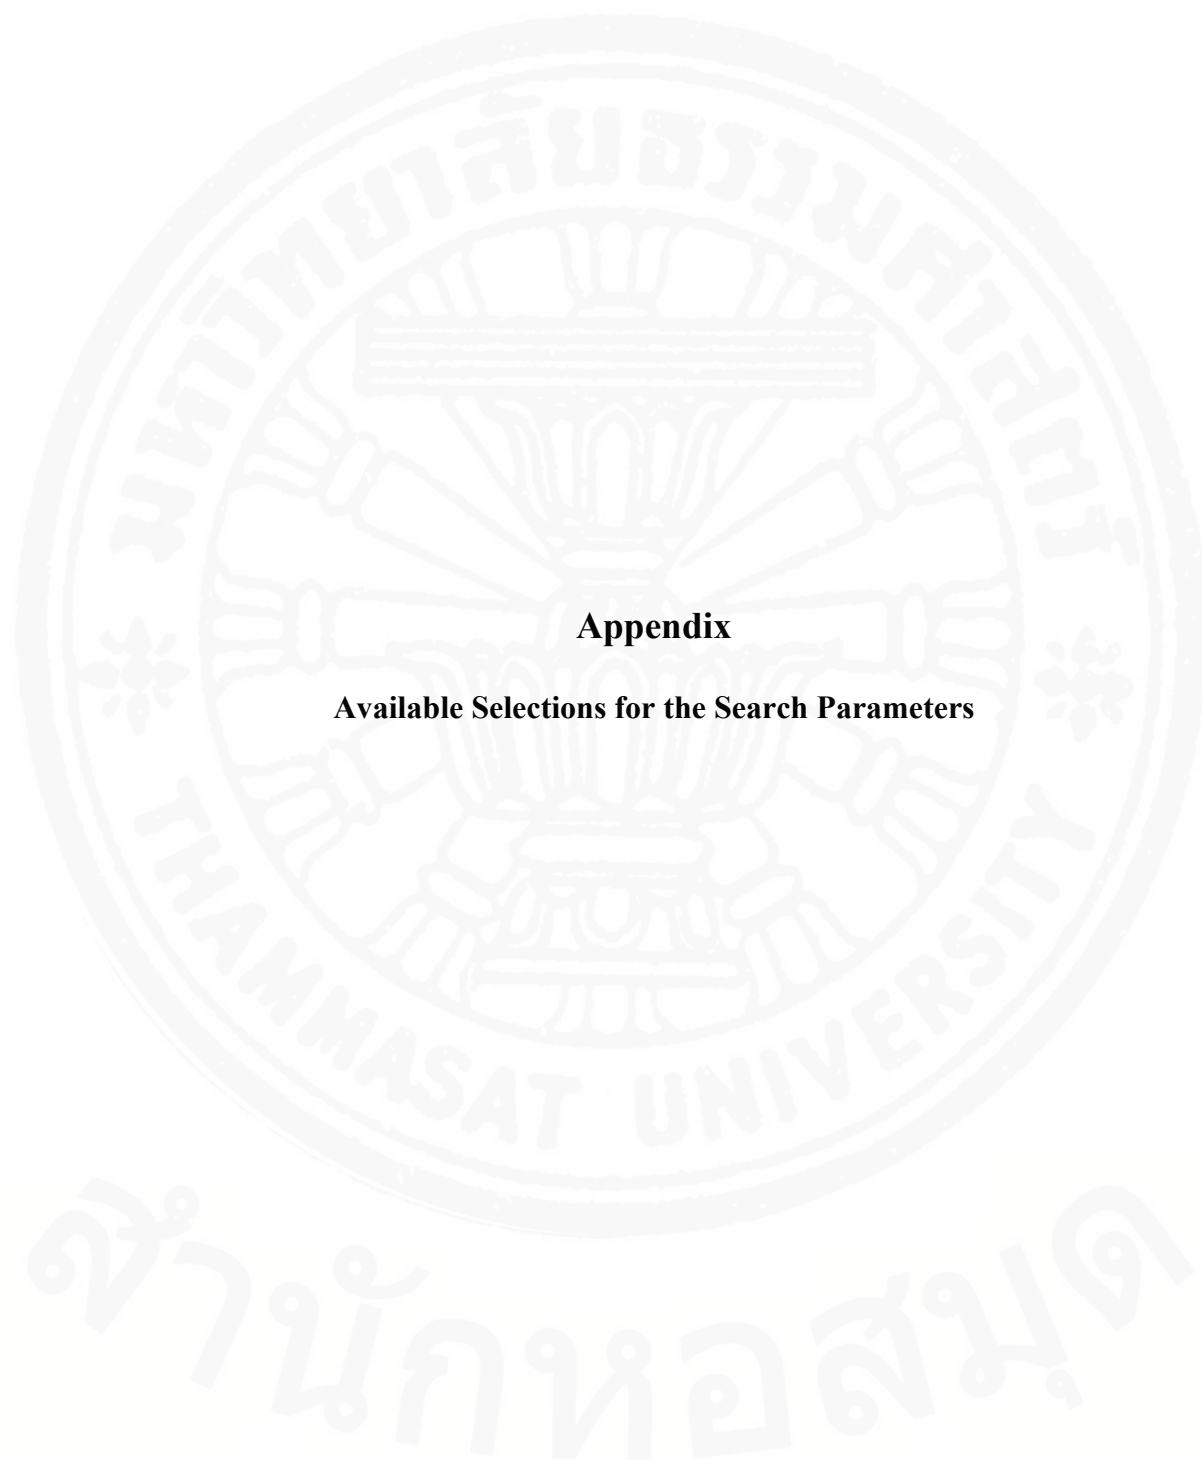 มหาวิทยาลัยธรรมศาสตร์
Appendix
Available Selections for the Search Parameters
THAMMASAT UNIVERSITY
สำนักหอสมุด